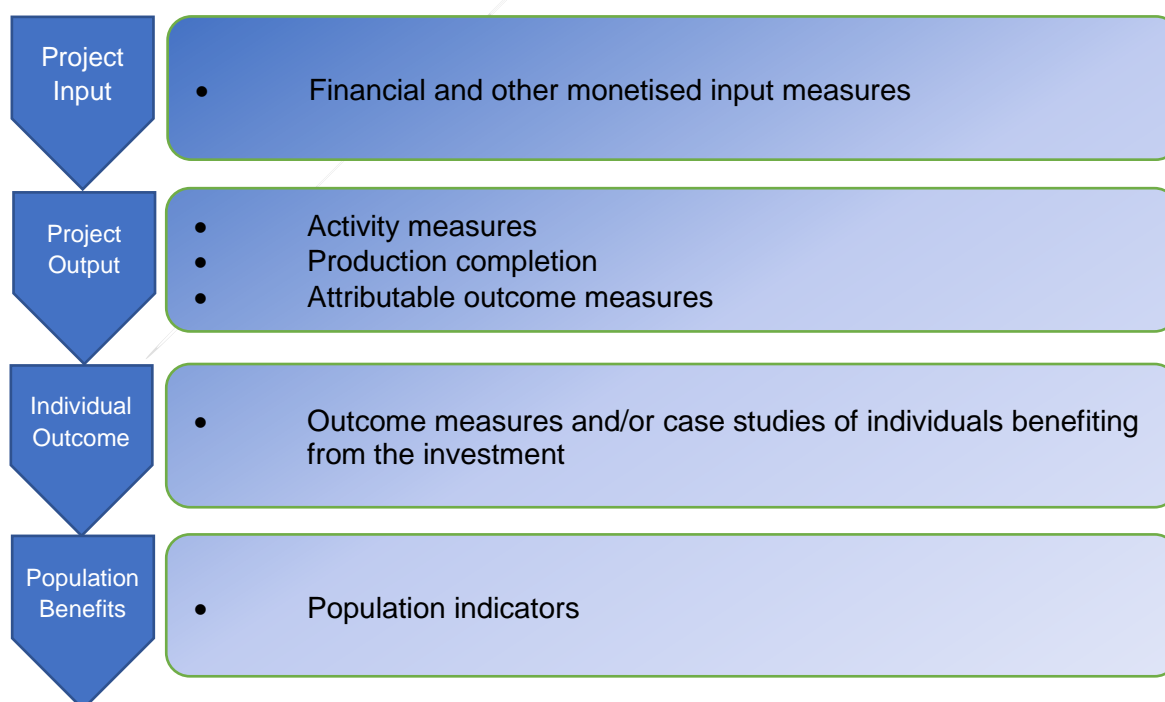 Project
Input
• Financial and other monetised input measures
Project
Output
• Activity measures
• Production completion
• Attributable outcome measures
Individual
Outcome
• Outcome measures and/or case studies of individuals benefiting
from the investment
Population
Benefits
• Population indicators